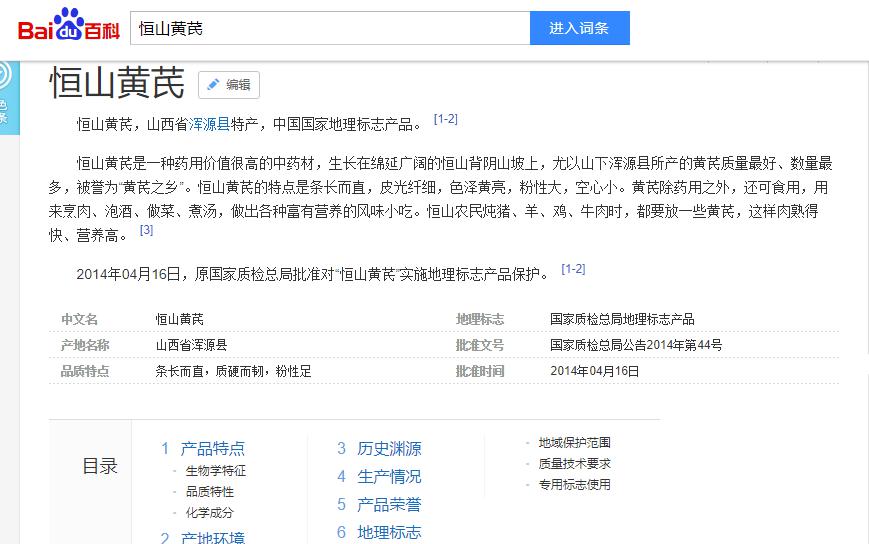 Bai du 百科
恒山黄芪
进入词条
恒山黄芪
编辑
恒山黄芪，山西省浑源县特产，中国国家地理标志产品。 [1-2]
恒山黄芪是一种药用价值很高的中药材，生长在绵延广阔的恒山背阴山坡上，尤以山下浑源县所产的黄芪质量最好、数量最
多，被誉为“黄芪之乡”。恒山黄芪的特点是条长而直，皮光纤细，色泽黄亮，粉性大，空心小。黄芪除药用之外，还可食用，用
来烹肉、泡酒、做菜、煮汤，做出各种富有营养的风味小吃。恒山农民炖猪、羊、鸡、牛肉时，都要放一些黄芪，这样肉熟得
快、营养高。 [3]
2014年04月16日，原国家质检总局批准对“恒山黄芪”实施地理标志产品保护。 [1-2]
中文名 恒山黄芪 地理标志 国家质检总局地理标志产品
产地名称 山西省浑源县 批准文号 国家质检总局公告2014年第44号
品质特点 条长而直，质硬而韧，粉性足 批准时间 2014年04月16日
目录
1 产品特点
- 生物学特征
- 品质特性
- 化学成分
2 产地环境
3 历史渊源
4 生产情况
5 产品荣誉
6 地理标志
- 地域保护范围
- 质量技术要求
- 专用标志使用